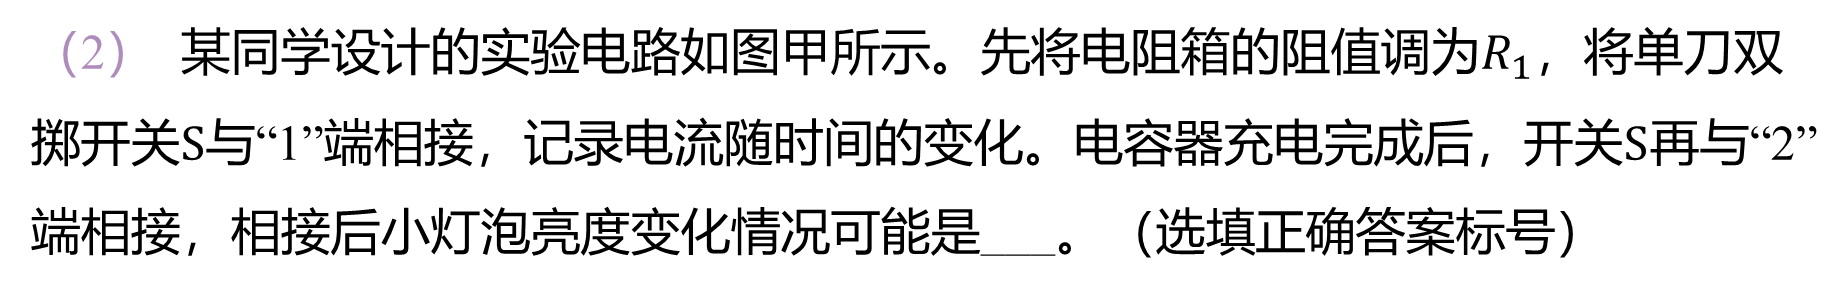 （2） 某同学设计的实验电路如图甲所示。先将电阻箱的阻值调为R₁，将单刀双
掷开关S与“1”端相接，记录电流随时间的变化。电容器充电完成后，开关S再与“2”
端相接，相接后小灯泡亮度变化情况可能是___。（选填正确答案标号）